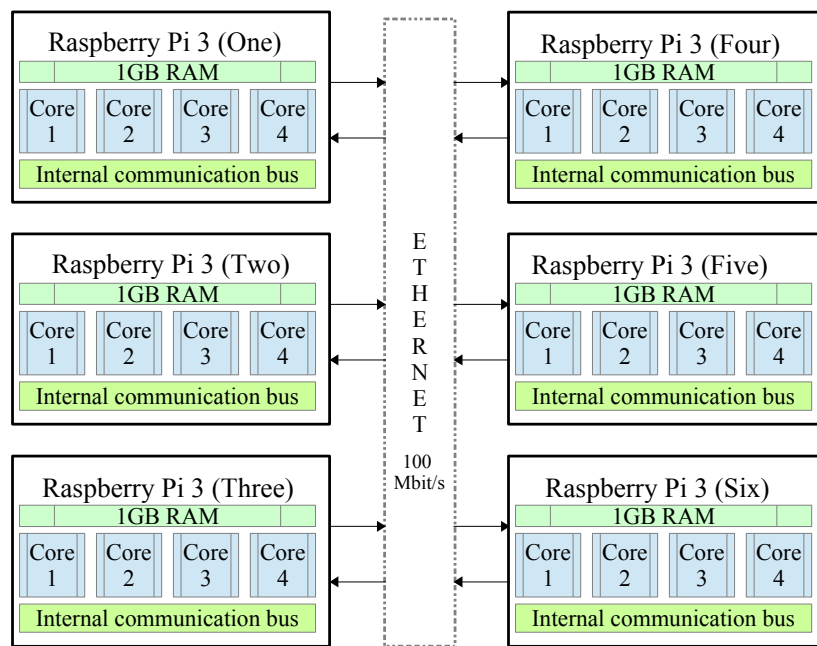 Raspberry Pi 3 (One)
1GB RAM
Core
1
Core
2
Core
3
Core
4
Internal communication bus
Raspberry Pi 3 (Two)
1GB RAM
Core
1
Core
2
Core
3
Core
4
Internal communication bus
Raspberry Pi 3 (Three)
1GB RAM
Core
1
Core
2
Core
3
Core
4
Internal communication bus
E
T
H
E
R
N
E
T
100
Mbit/s
Raspberry Pi 3 (Four)
1GB RAM
Core
1
Core
2
Core
3
Core
4
Internal communication bus
Raspberry Pi 3 (Five)
1GB RAM
Core
1
Core
2
Core
3
Core
4
Internal communication bus
Raspberry Pi 3 (Six)
1GB RAM
Core
1
Core
2
Core
3
Core
4
Internal communication bus